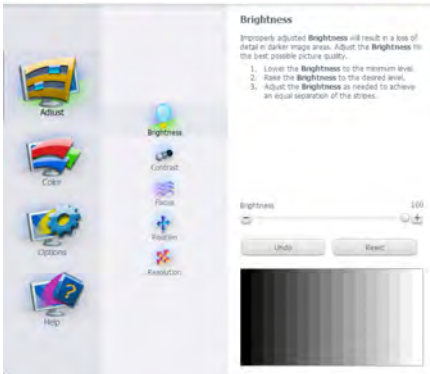 Brightness
Improperly adjusted Brightness will result in a loss of
detail in darker image areas. Adjust the Brightness for
the best possible picture quality.
1. Lower the Brightness to the minimum level.
2. Raise the Brightness to the desired level.
3. Adjust the Brightness as needed to achieve
an equal separation of the stripes.
Adjust
Color
Options
Help
Brightness
Contrast
Focus
Position
Resolution
Brightness 100
Undo Reset